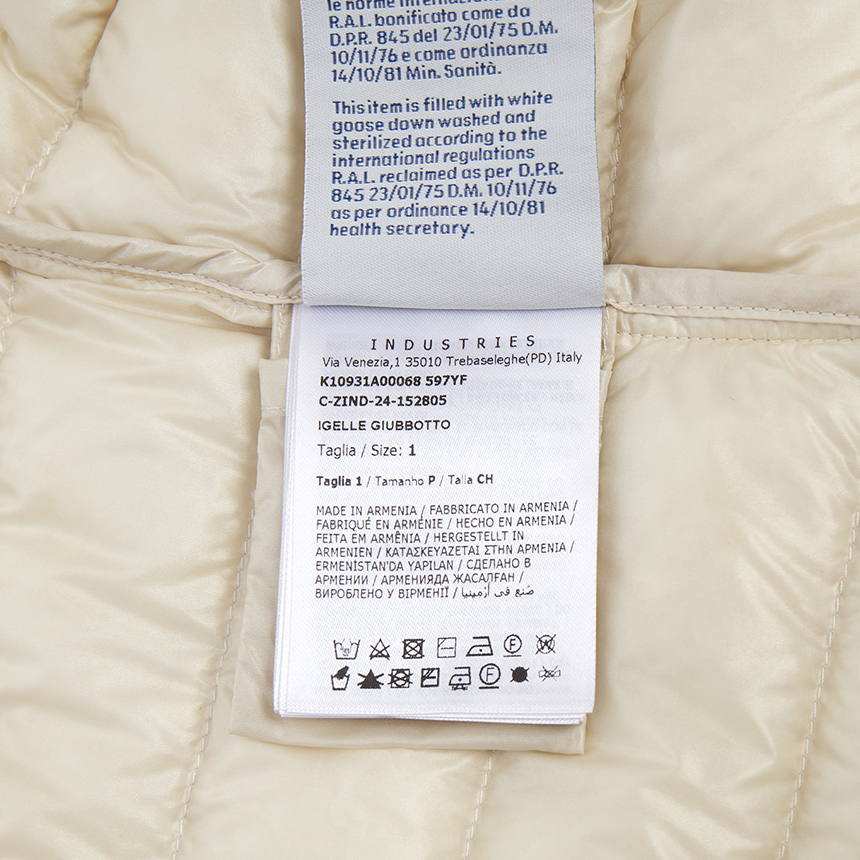 le norme internazionali
R.A.L. bonificato come da
D.P.R. 845 del 23/01/75 D.M.
10/11/76 e come ordinanza
14/10/81 Min. Sanità.
This item is filled with white
goose down washed and
sterilized according to the
international regulations
R.A.L. reclaimed as per D.P.R.
845 23/01/75 D.M. 10/11/76
as per ordinance 14/10/81
health secretary.
INDUSTRIES
Via Venezia,1 35010 Trebaseleghe(PD) Italy
K10931A00068 597YF
C-ZIND-24-152805
IGELLE GIUBBOTTO
Taglia / Size: 1
Taglia 1 / Tamanho P / Talla CH
MADE IN ARMENIA / FABBRICATO IN ARMENIA /
FABRIQUÉ EN ARMÉNIE / HECHO EN ARMENIA /
FEITA EM ARMÊNIA / HERGESTELLT IN
ARMENIEN / ΚΑΤΑΣΚΕΥΑΖΕΤΑΙ ΣΤΗΝ ΑΡΜΕΝΙΑ /
ERMENİSTAN'DA YAPILAN / СДЕЛАНО В
АРМЕНИИ / АРМЕНИЯДА ЖАСАЛҒАН /
ВИРОБЛЕНО У ВІРМЕНІЇ / صُنع في أرْمِينيا
F
F